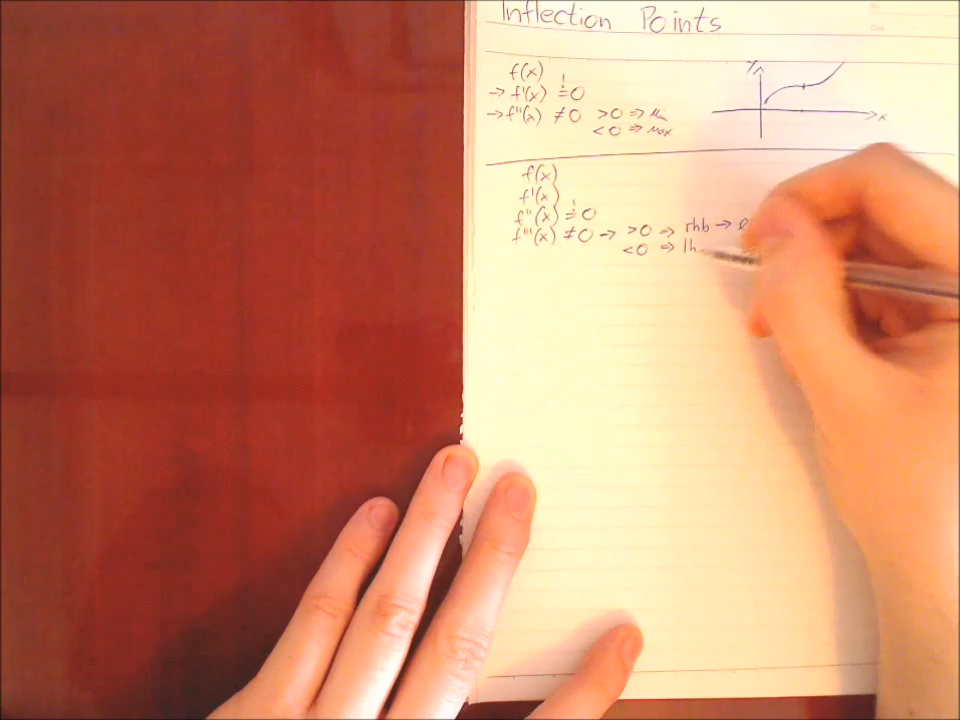 Inflection Points
f(x)
→ f'(x) =! 0
→ f''(x) ≠ 0 >0 ⇒ Min
<0 ⇒ Max
y
x
f(x)
f'(x)
f''(x) =! 0
f'''(x) ≠ 0 → >0 ⇒ rhb →
<0 ⇒ lh